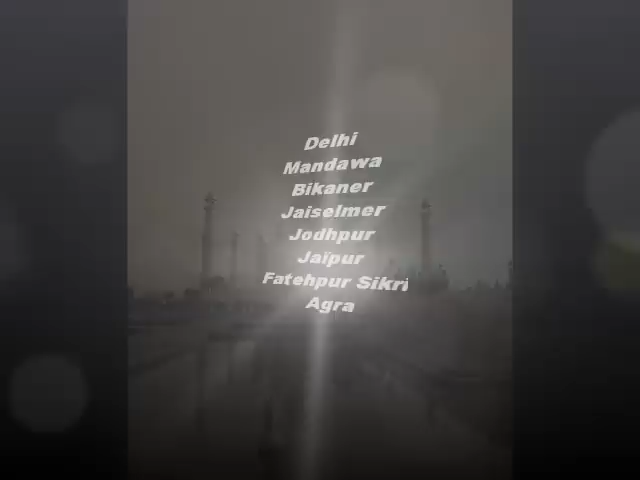 Delhi
Mandawa
Bikaner
Jaiselmer
Jodhpur
Jaipur
Fatehpur Sikri
Agra